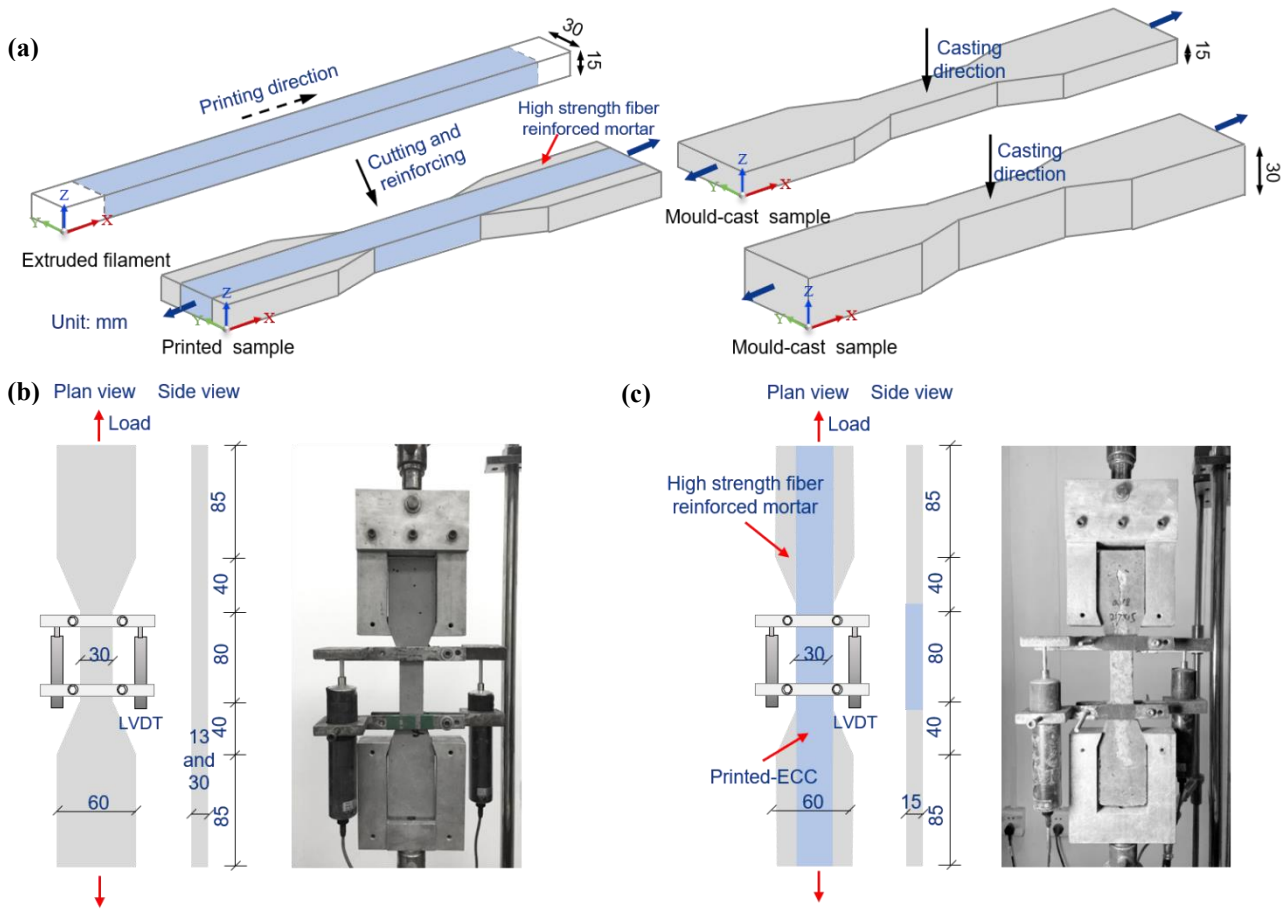 (a)
30
15
Printing direction
High strength fiber
reinforced mortar
Cutting and
reinforcing
Z
Y
X
Extruded filament
Z
Y
X
Unit: mm
Printed sample
Casting
direction
15
Z
Y
X
Mould-cast sample
Casting
direction
30
Z
Y
X
Mould-cast sample
(b)
Plan view
Side view
Load
85
40
30
80
LVDT
40
13
and
30
60
85
(c)
Plan view
Side view
Load
High strength fiber
reinforced mortar
85
40
30
80
LVDT
40
Printed-ECC
60
15
85